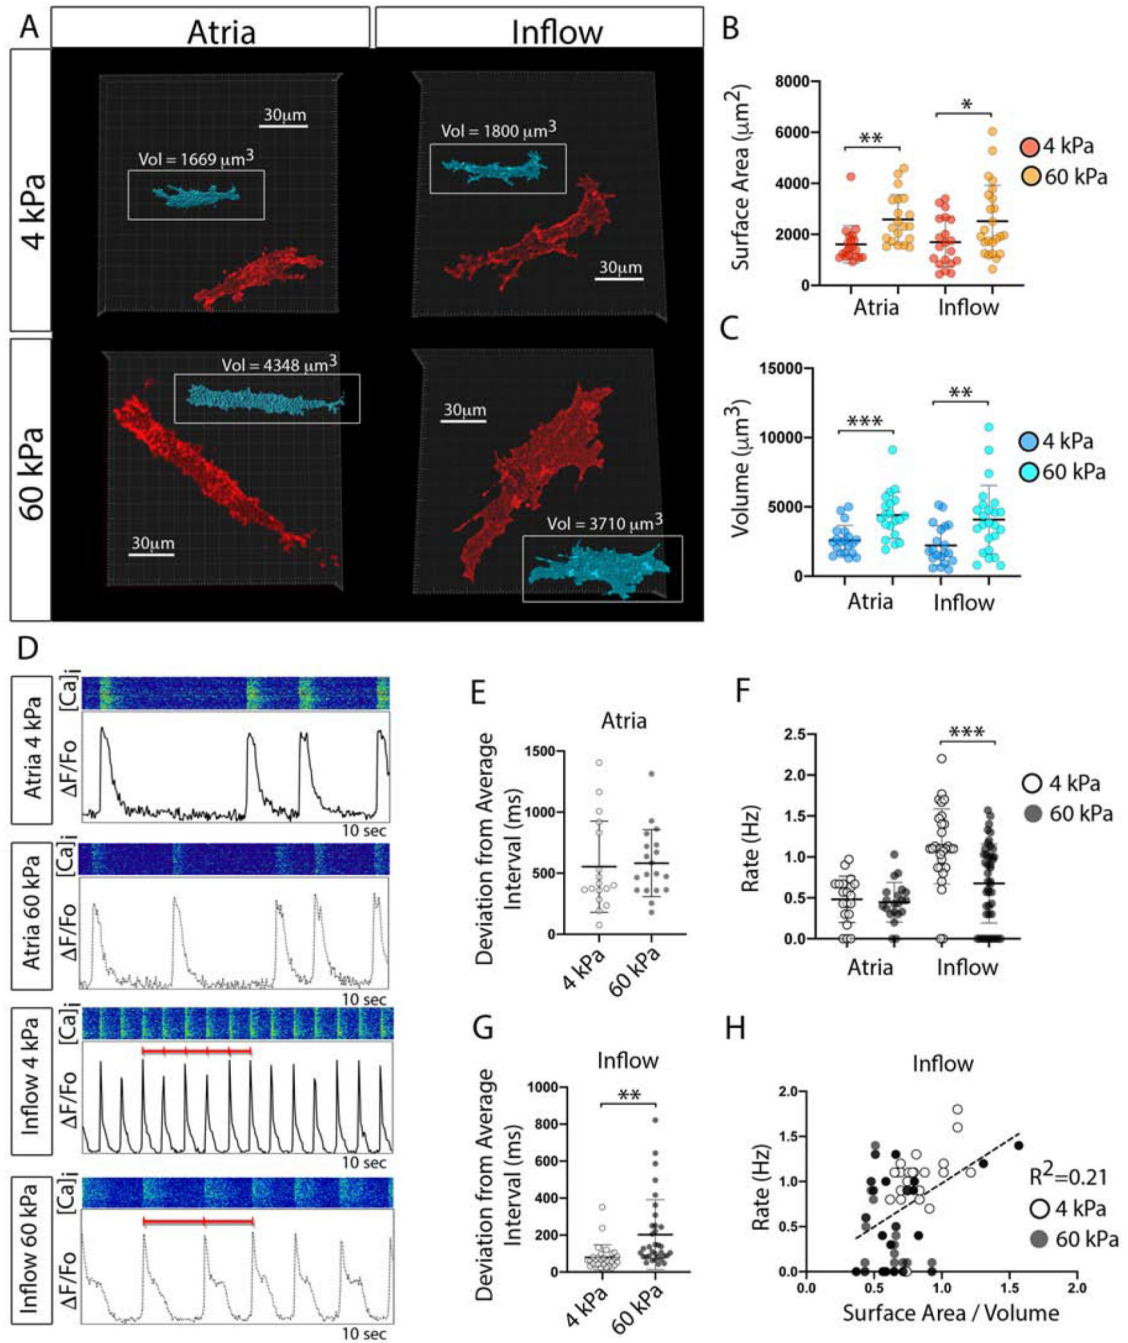 A
Atria
Inflow
4 kPa
30μm
Vol = 1669 μm³
30μm
Vol = 1800 μm³
60 kPa
Vol = 4348 μm³
30μm
30μm
Vol = 3710 μm³
B
Surface Area (μm²)
8000
6000
4000
2000
0
**
*
Atria
Inflow
4 kPa
60 kPa
C
Volume (μm³)
15000
10000
5000
0
***
**
Atria
Inflow
4 kPa
60 kPa
D
Atria 4 kPa
[Ca]i
ΔF/Fo
10 sec
Atria 60 kPa
[Ca]i
ΔF/Fo
10 sec
Inflow 4 kPa
[Ca]i
ΔF/Fo
10 sec
Inflow 60 kPa
[Ca]i
ΔF/Fo
10 sec
E
Atria
Deviation from Average
Interval (ms)
1500
1000
500
0
4 kPa
60 kPa
F
Rate (Hz)
2.5
2.0
1.5
1.0
0.5
0.0
***
Atria
Inflow
4 kPa
60 kPa
G
Inflow
Deviation from Average
Interval (ms)
1000
800
600
400
200
0
**
4 kPa
60 kPa
H
Inflow
Rate (Hz)
2.0
1.5
1.0
0.5
0.0
0.0
0.5
1.0
1.5
2.0
Surface Area / Volume
R²=0.21
4 kPa
60 kPa